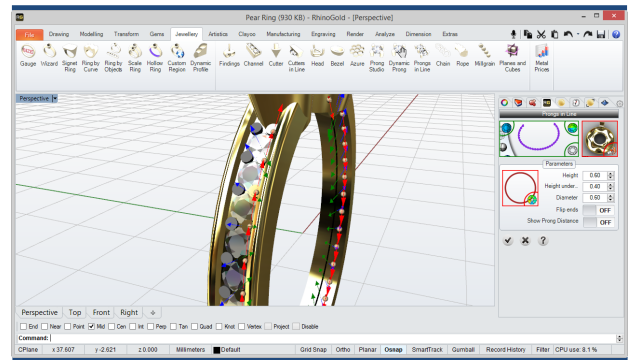 RG
Pear Ring (930 KB) - RhinoGold - [Perspective]
File Drawing Modelling Transform Gems Jewellery Artistics Clayoo Manufacturing Engraving Render Analyze Dimension Extras
Gauge Wizard Signet Ring Ring by Curve Ring by Objects Scale Ring Hollow Ring Custom Region Dynamic Profile Findings Channel Cutter Cutters in Line Head Bezel Azure Prong Studio Dynamic Prong Prongs in Line Chain Rope Millgrain Planes and Cubes Metal Prices
Perspective
Prongs in Line
Parameters
Height 0.60
Height under... 0.40
Diameter 0.60
Flip ends OFF
Show Prong Distance OFF
Perspective Top Front Right
End Near Point Mid Cen Int Perp Tan Quad Knot Vertex Project Disable
Command:
CPlane x 37.607 y -2.621 z 0.000 Millimeters Default Grid Snap Ortho Planar Osnap SmartTrack Gumball Record History Filter CPU use: 8.1 %